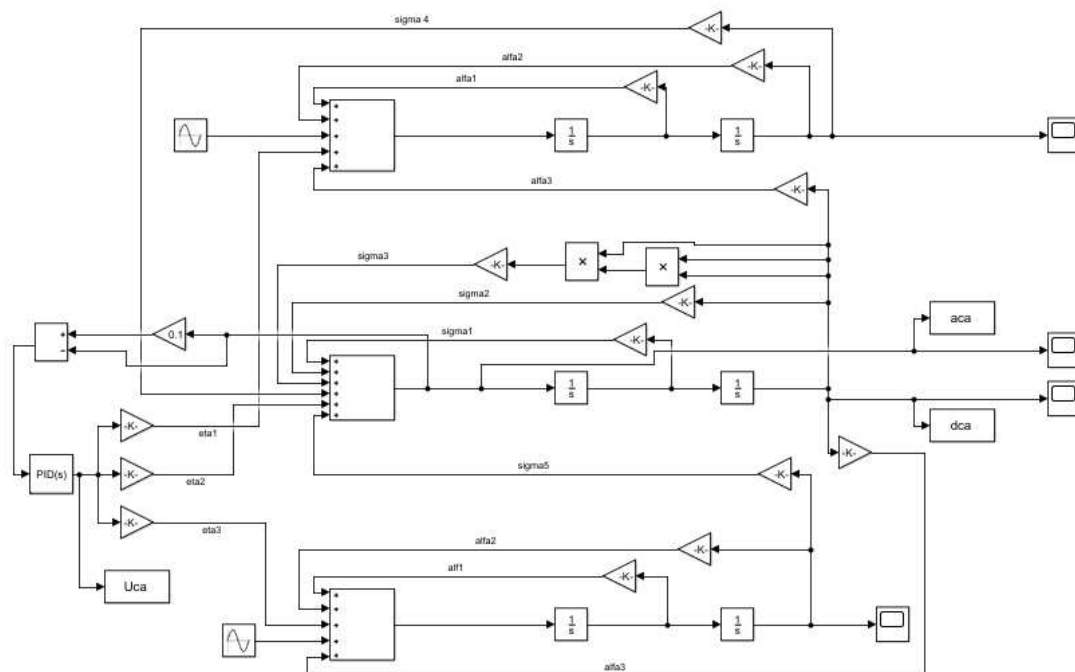 sigma 4
-K-
alfa2
-K-
alfa1
-K-
+
+
+
+
+
1
s
1
s
alfa3
-K-
sigma3
-K-
×
×
sigma2
-K-
aca
+
−
0.1
sigma1
-K-
+
+
+
+
+
+
1
s
1
s
dca
-K-
eta1
-K-
sigma5
-K-
PID(s)
-K-
eta2
-K-
eta3
alfa2
-K-
Uca
alf1
-K-
+
+
+
+
+
1
s
1
s
alfa3